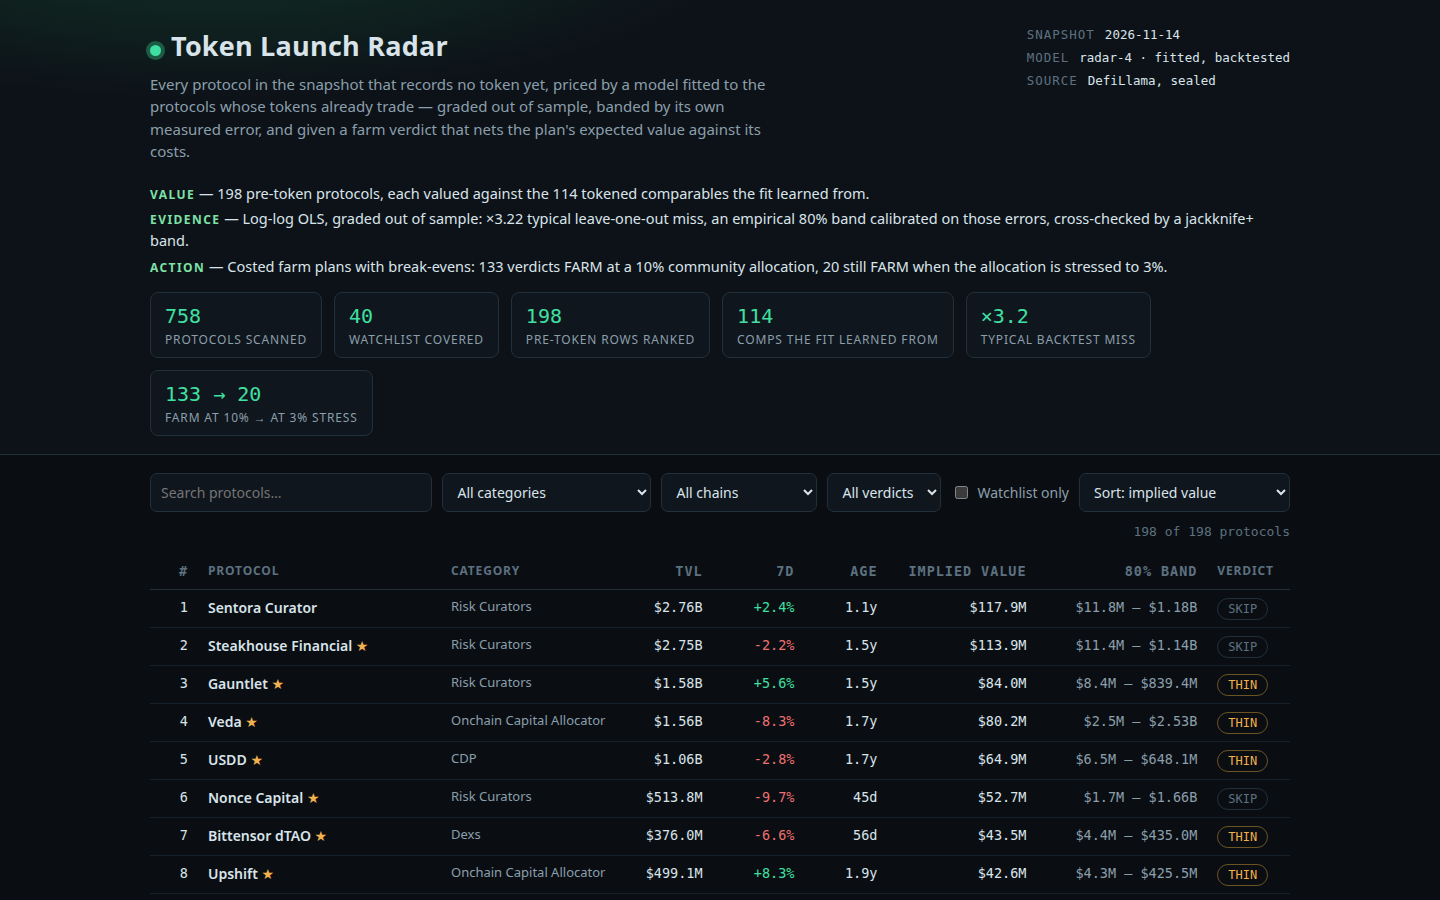 Token Launch Radar
SNAPSHOT 2026-11-14
MODEL radar-4 · fitted, backtested
SOURCE DefiLlama, sealed
Every protocol in the snapshot that records no token yet, priced by a model fitted to the
protocols whose tokens already trade — graded out of sample, banded by its own
measured error, and given a farm verdict that nets the plan's expected value against its
costs.
VALUE — 198 pre-token protocols, each valued against the 114 tokened comparables the fit learned from.
EVIDENCE — Log-log OLS, graded out of sample: ×3.22 typical leave-one-out miss, an empirical 80% band calibrated on those errors, cross-checked by a jackknife+
band.
ACTION — Costed farm plans with break-evens: 133 verdicts FARM at a 10% community allocation, 20 still FARM when the allocation is stressed to 3%.
758 40 198 114 ×3.2
PROTOCOLS SCANNED WATCHLIST COVERED PRE-TOKEN ROWS RANKED COMPS THE FIT LEARNED FROM TYPICAL BACKTEST MISS
133 → 20
FARM AT 10% → AT 3% STRESS
Search protocols... All categories All chains All verdicts Watchlist only Sort: implied value
198 of 198 protocols
# PROTOCOL CATEGORY TVL 7D AGE IMPLIED VALUE 80% BAND VERDICT
1 Sentora Curator Risk Curators $2.76B +2.4% 1.1y $117.9M $11.8M — $1.18B SKIP
2 Steakhouse Financial ★ Risk Curators $2.75B -2.2% 1.5y $113.9M $11.4M — $1.14B SKIP
3 Gauntlet ★ Risk Curators $1.58B +5.6% 1.5y $84.0M $8.4M — $839.4M THIN
4 Veda ★ Onchain Capital Allocator $1.56B -8.3% 1.7y $80.2M $2.5M — $2.53B THIN
5 USDD ★ CDP $1.06B -2.8% 1.7y $64.9M $6.5M — $648.1M THIN
6 Nonce Capital ★ Risk Curators $513.8M -9.7% 45d $52.7M $1.7M — $1.66B SKIP
7 Bittensor dTAO ★ Dexs $376.0M -6.6% 56d $43.5M $4.4M — $435.0M THIN
8 Upshift ★ Onchain Capital Allocator $499.1M +8.3% 1.9y $42.6M $4.3M — $425.5M THIN